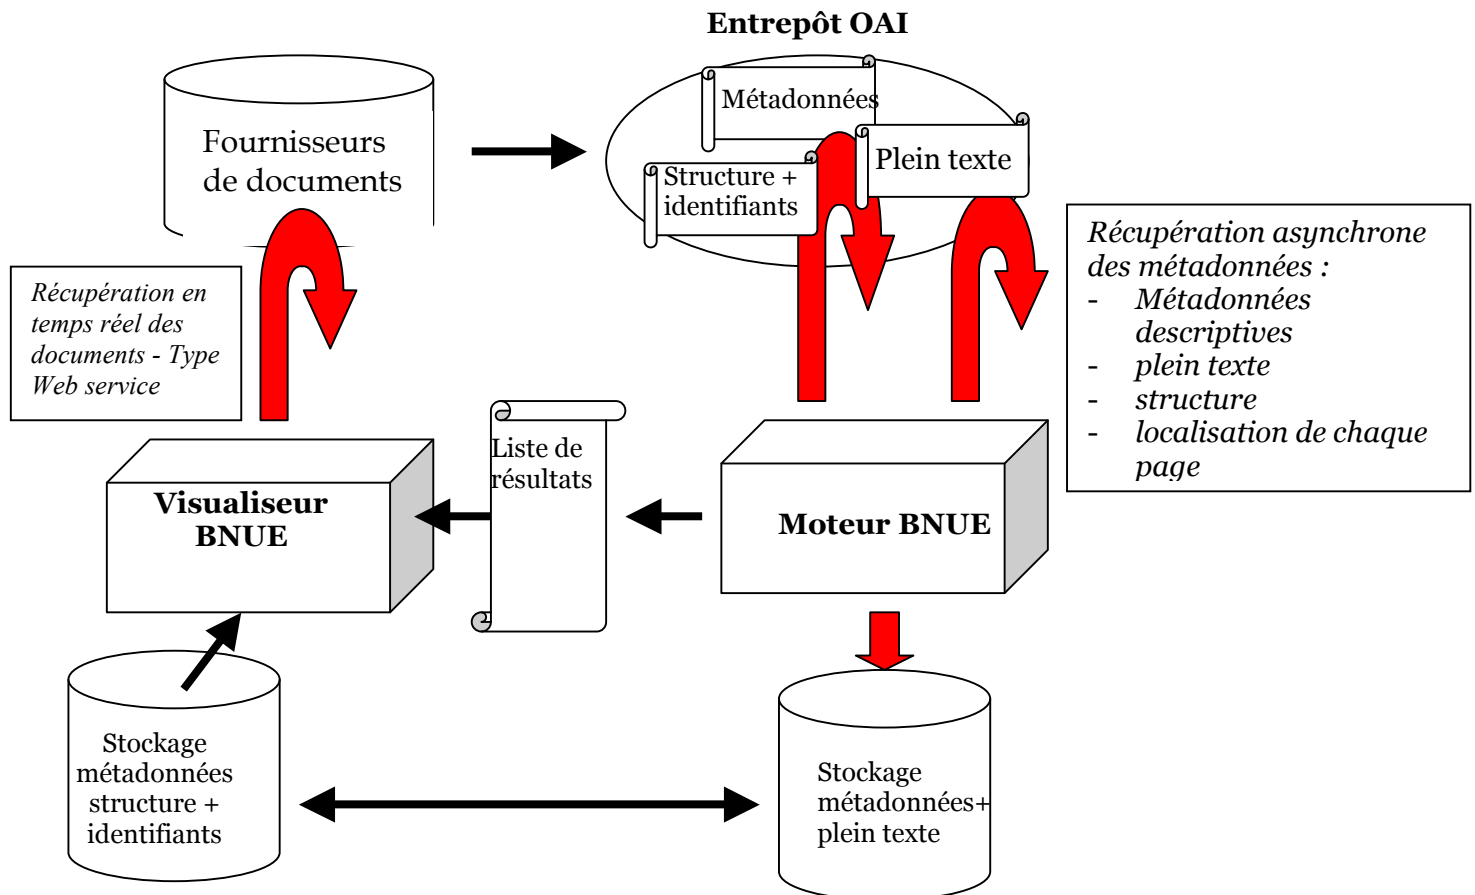 Entrepôt OAI
Fournisseurs
de documents
Métadonnées
Plein texte
Structure +
identifiants
Récupération en
temps réel des
documents - Type
Web service
Récupération asynchrone
des métadonnées :
- Métadonnées
descriptives
- plein texte
- structure
- localisation de chaque
page
Liste de
résultats
Visualiseur
BNUE
Moteur BNUE
Stockage
métadonnées
structure +
identifiants
Stockage
métadonnées+
plein texte